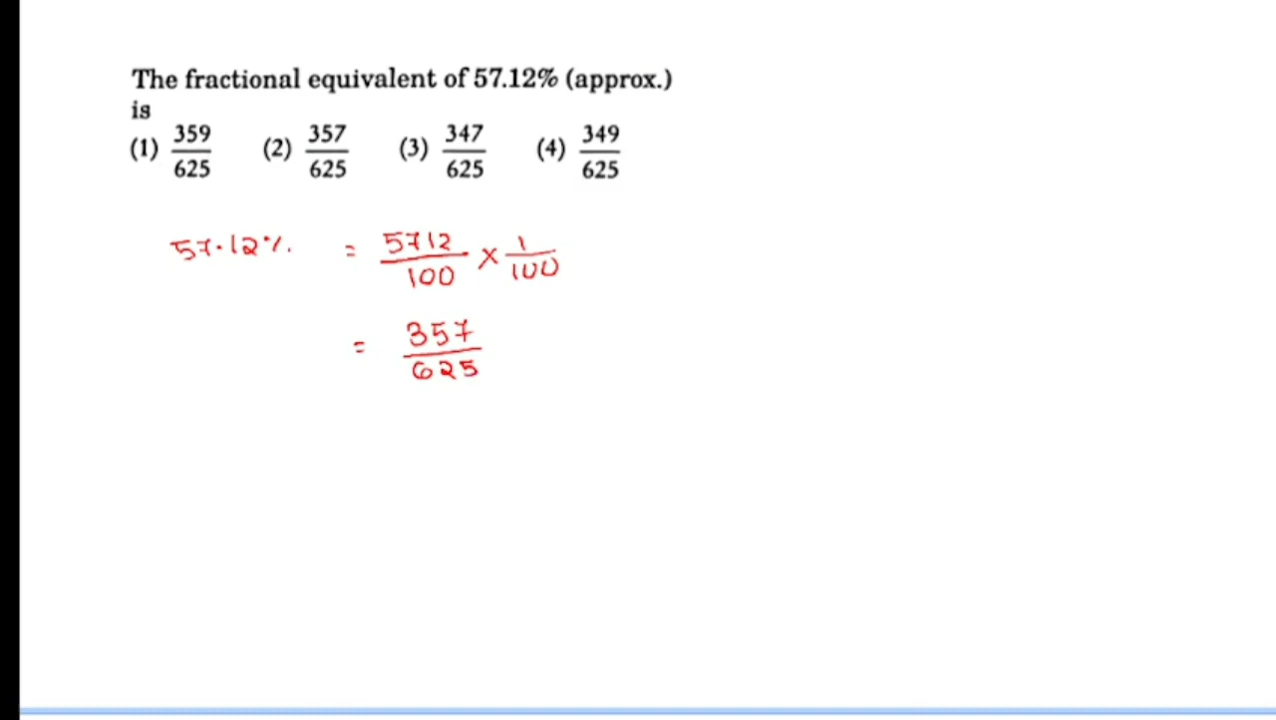 The fractional equivalent of 57.12% (approx.)
is
(1) 359/625 (2) 357/625 (3) 347/625 (4) 349/625
57.12% = 5712/100 × 1/100
= 357/625